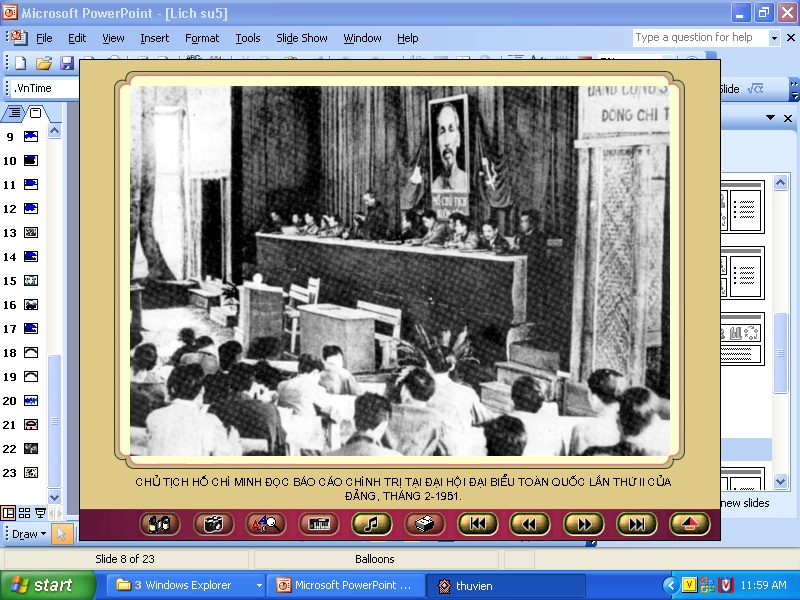 Microsoft PowerPoint - [Lich su5]
File Edit View Insert Format Tools Slide Show Window Help
Type a question for help
.VnTime
Slide
9
10
11
12
13
14
15
16
17
18
19
20
21
22
23
ĐỒNG CHÍ T
HỒ CHỦ TỊCH
CHỦ TỊCH HỒ CHÍ MINH ĐỌC BÁO CÁO CHÍNH TRỊ TẠI ĐẠI HỘI ĐẠI BIỂU TOÀN QUỐC LẦN THỨ II CỦA
ĐẢNG, THÁNG 2-1951.
new slides
Draw
Slide 8 of 23
Balloons
start
3 Windows Explorer
Microsoft PowerPoint ...
thuvien
11:59 AM